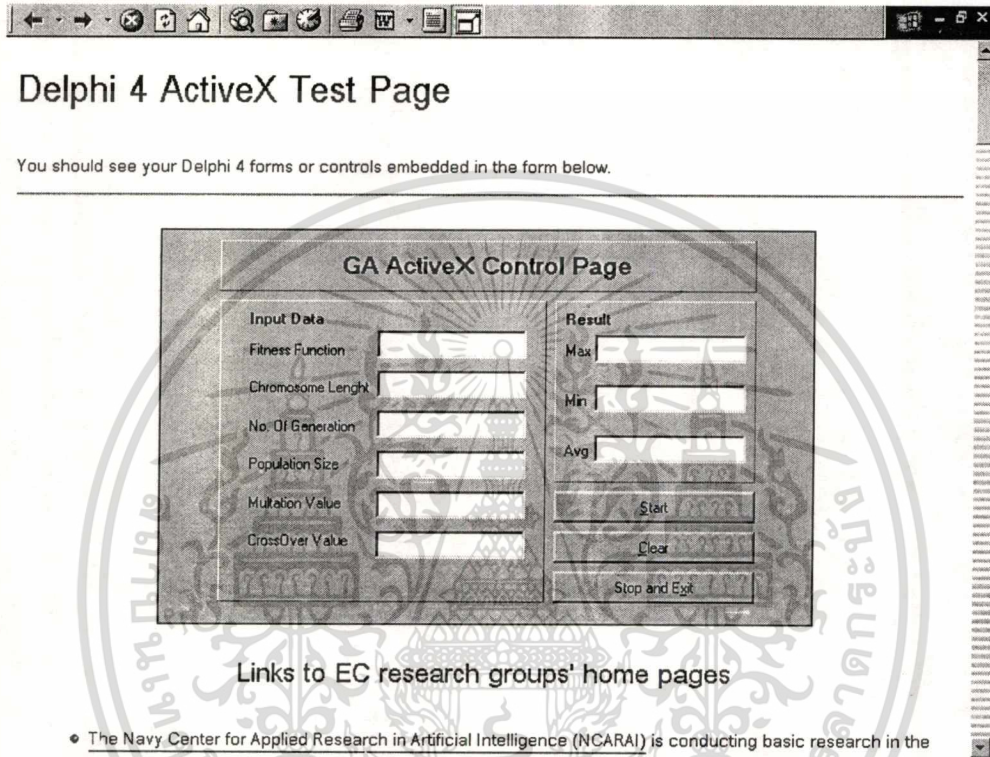 Delphi 4 ActiveX Test Page
You should see your Delphi 4 forms or controls embedded in the form below.
GA ActiveX Control Page
Input Data
Fitness Function
Chromosome Lenght
No. Of Generation
Population Size
Multation Value
CrossOver Value
Result
Max
Min
Avg
Start
Clear
Stop and Exit
Links to EC research groups' home pages
The Navy Center for Applied Research in Artificial Intelligence (NCARAI) is conducting basic research in the